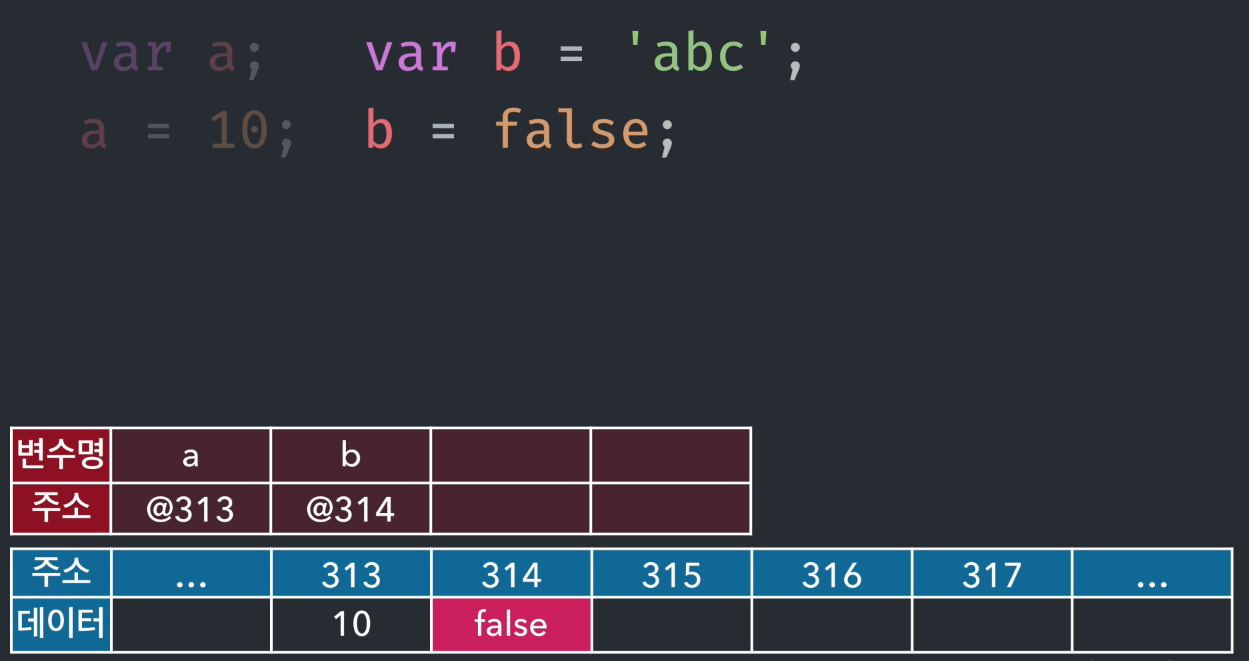 var a; var b = 'abc';
a = 10; b = false;
변수명 a b
주소 @313 @314
주소 ... 313 314 315 316 317 ...
데이터 10 false